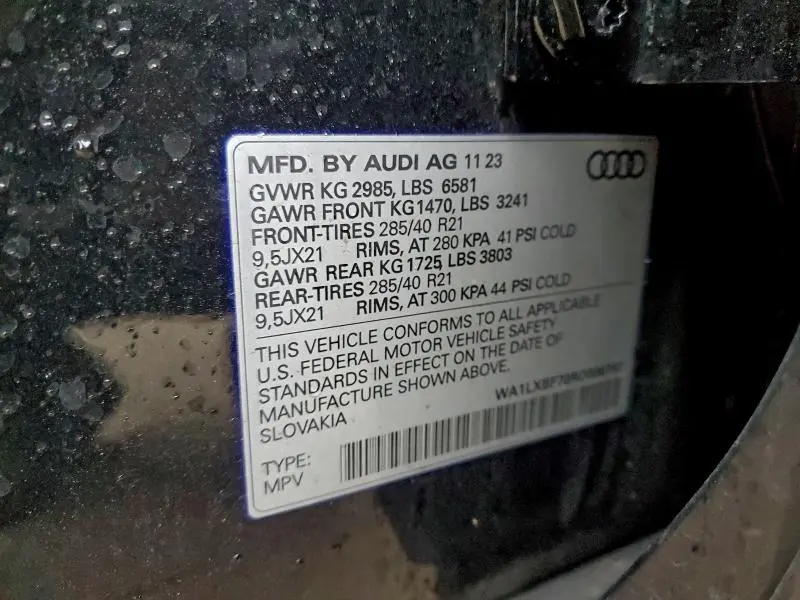 MFD. BY AUDI AG 11 23
GVWR KG 2985, LBS 6581
GAWR FRONT KG1470, LBS 3241
FRONT-TIRES 285/40 R21
9,5JX21 RIMS, AT 280 KPA 41 PSI COLD
GAWR REAR KG 1725, LBS 3803
REAR-TIRES 285/40 R21
9,5JX21 RIMS, AT 300 KPA 44 PSI COLD
THIS VEHICLE CONFORMS TO ALL APPLICABLE
U.S. FEDERAL MOTOR VEHICLE SAFETY
STANDARDS IN EFFECT ON THE DATE OF
MANUFACTURE SHOWN ABOVE.
SLOVAKIA
TYPE:
MPV